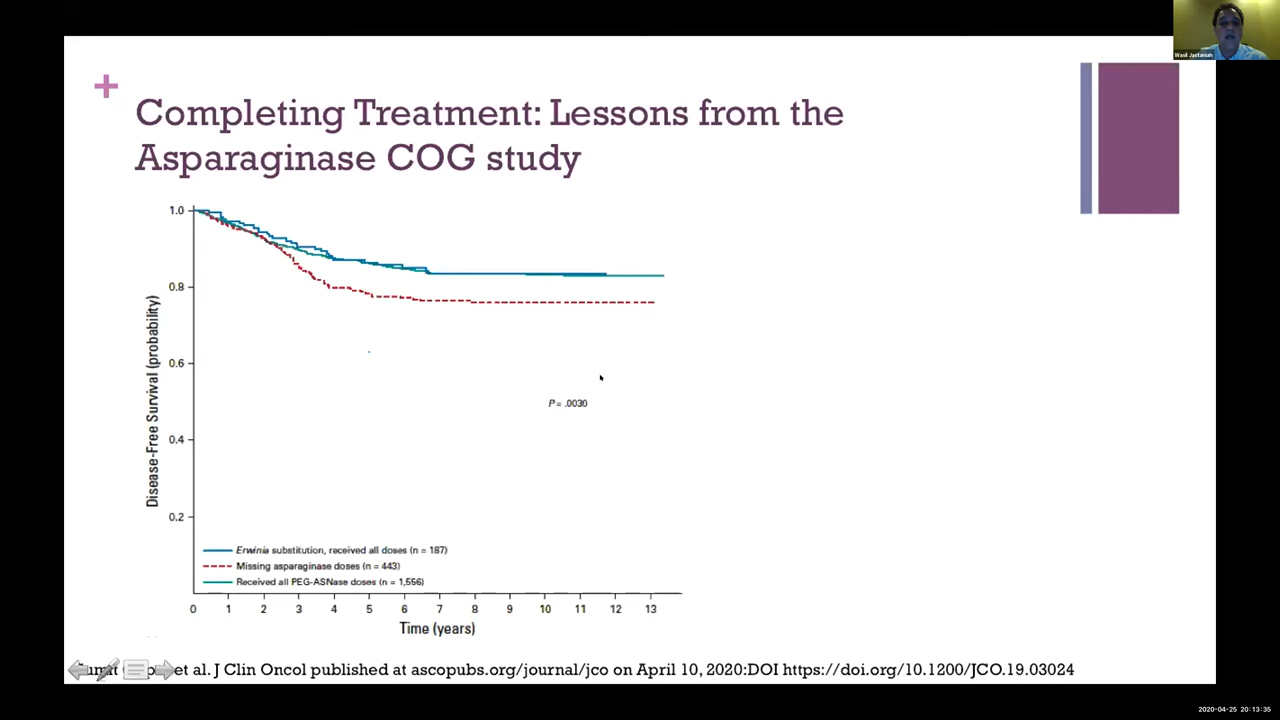 Wasil Jastaniah
+
Completing Treatment: Lessons from the
Asparaginase COG study
1.0
0.8
0.6
0.4
0.2
Disease-Free Survival (probability)
P = .0030
Erwinia substitution, received all doses (n = 187)
Missing asparaginase doses (n = 443)
Received all PEG-ASNase doses (n = 1,556)
0 1 2 3 4 5 6 7 8 9 10 11 12 13
Time (years)
et al. J Clin Oncol published at ascopubs.org/journal/jco on April 10, 2020:DOI https://doi.org/10.1200/JCO.19.03024
2020-04-25 20:13:35